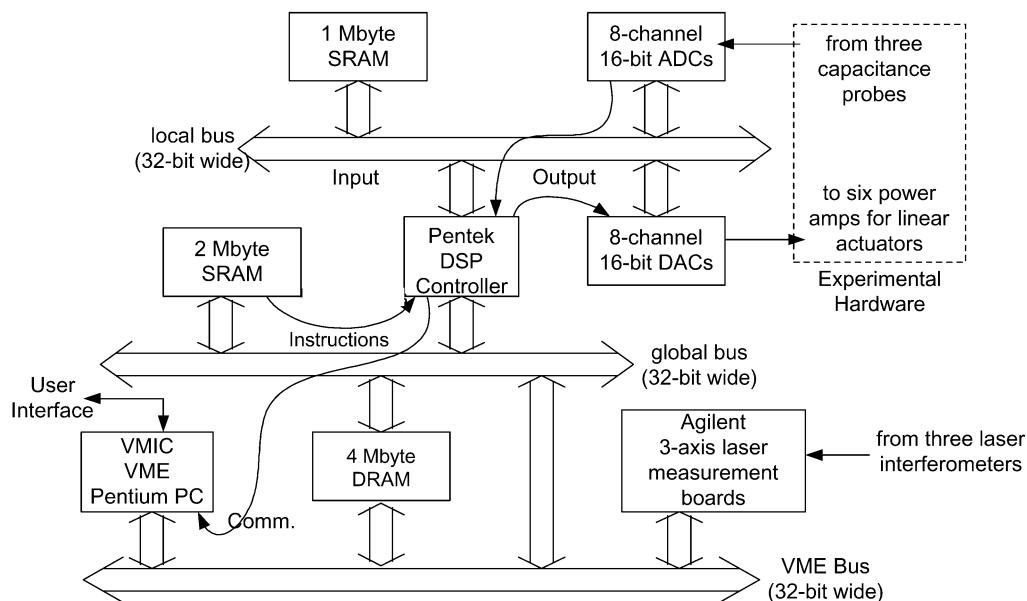 1 Mbyte
SRAM
8-channel
16-bit ADCs
from three
capacitance
probes
local bus
(32-bit wide)
Input
Output
to six power
amps for linear
actuators
2 Mbyte
SRAM
Pentek
DSP
Controller
8-channel
16-bit DACs
Experimental
Hardware
Instructions
global bus
(32-bit wide)
User
Interface
VMIC
VME
Pentium PC
4 Mbyte
DRAM
Agilent
3-axis laser
measurement
boards
from three laser
interferometers
Comm.
VME Bus
(32-bit wide)